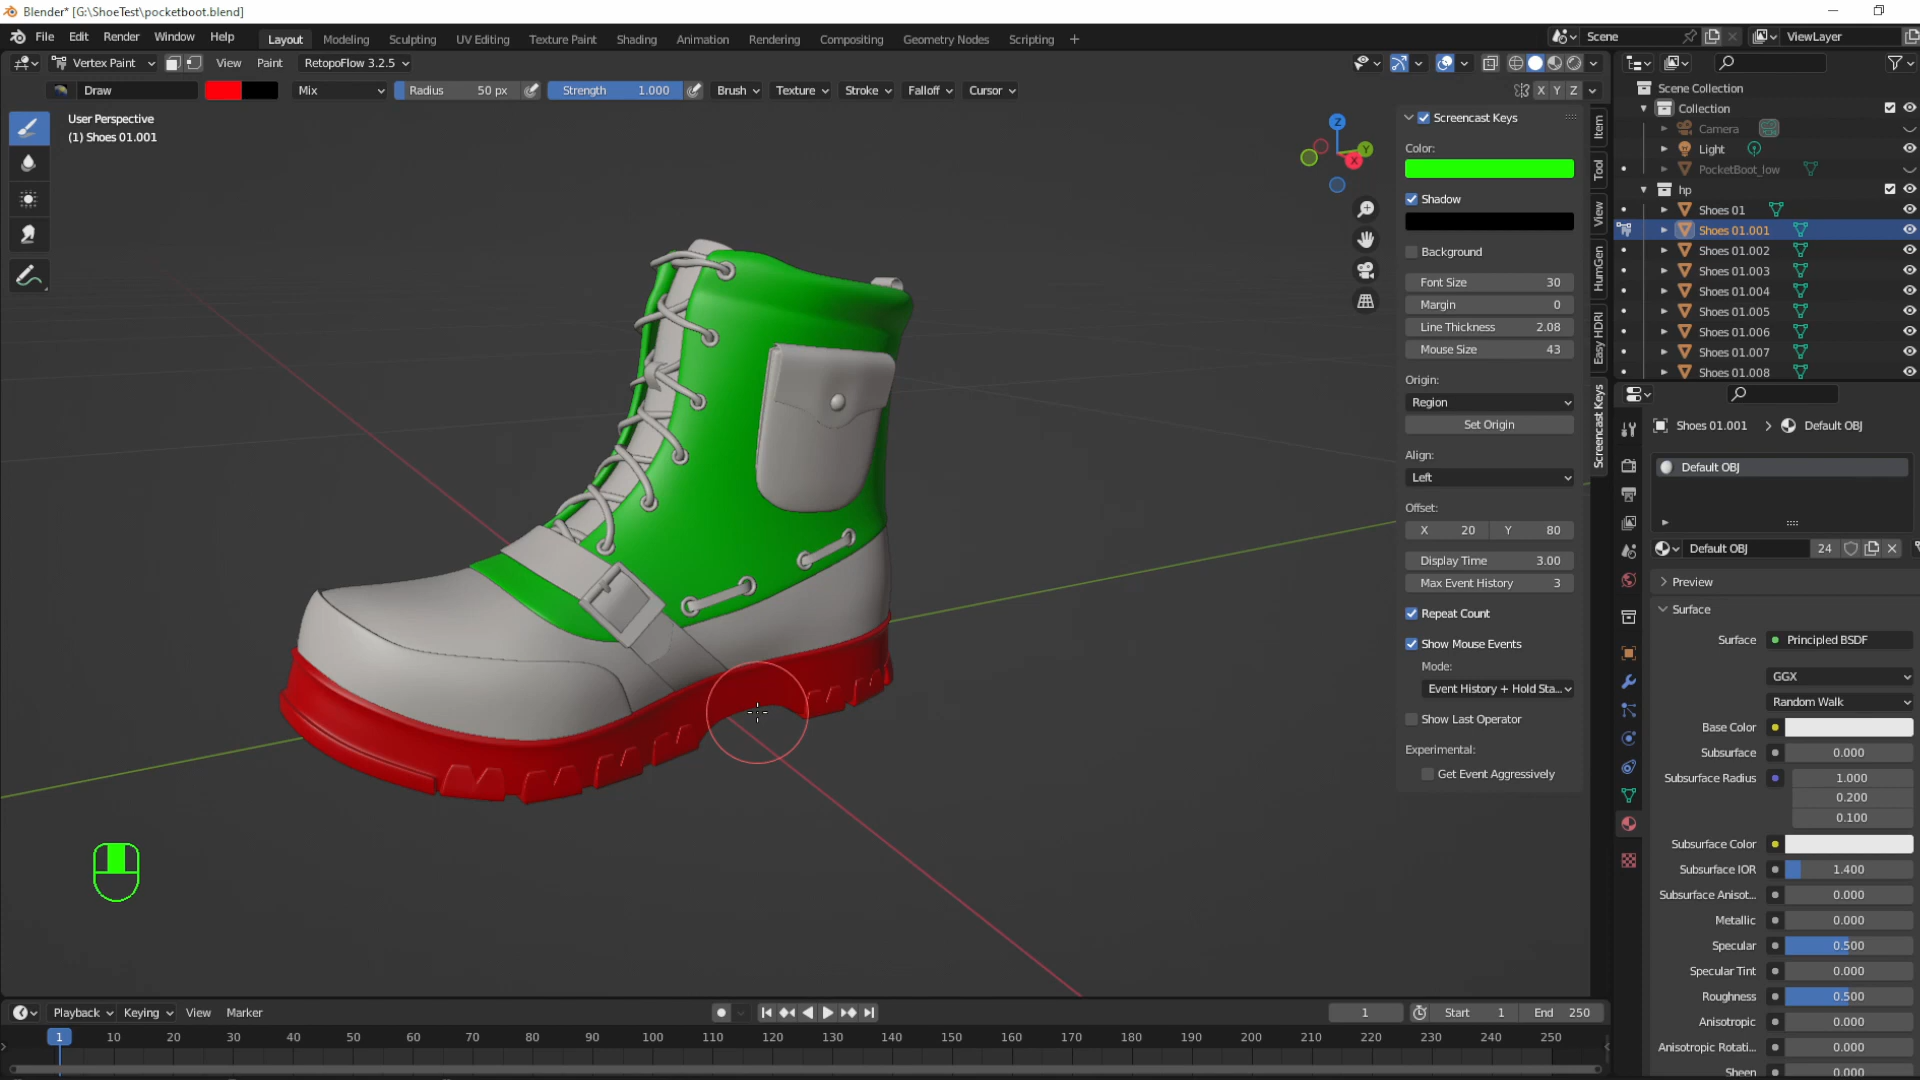 Blender* [G:\ShoeTest\pocketboot.blend]
File Edit Render Window Help
Layout Modeling Sculpting UV Editing Texture Paint Shading Animation Rendering Compositing Geometry Nodes Scripting +
Scene
ViewLayer
Vertex Paint View Paint RetopoFlow 3.2.5
Draw Mix Radius 50 px Strength 1.000 Brush Texture Stroke Falloff Cursor
X Y Z
User Perspective
(1) Shoes 01.001
Z
Y
X
Screencast Keys
Color:
Shadow
Background
Font Size 30
Margin 0
Line Thickness 2.08
Mouse Size 43
Origin:
Region
Set Origin
Align:
Left
Offset:
X 20 Y 80
Display Time 3.00
Max Event History 3
Repeat Count
Show Mouse Events
Mode:
Event History + Hold Sta...
Show Last Operator
Experimental:
Get Event Aggressively
Item
Tool
View
HumGen
Easy HDRI
Screencast Keys
Scene Collection
Collection
Camera
Light
PocketBoot_low
hp
Shoes 01
Shoes 01.001
Shoes 01.002
Shoes 01.003
Shoes 01.004
Shoes 01.005
Shoes 01.006
Shoes 01.007
Shoes 01.008
Shoes 01.001 > Default OBJ
Default OBJ
Default OBJ 24
Preview
Surface
Surface Principled BSDF
GGX
Random Walk
Base Color
Subsurface 0.000
Subsurface Radius 1.000
0.200
0.100
Subsurface Color
Subsurface IOR 1.400
Subsurface Anisot... 0.000
Metallic 0.000
Specular 0.500
Specular Tint 0.000
Roughness 0.500
Anisotropic 0.000
Anisotropic Rotati... 0.000
Sheen 0.000
Playback Keying View Marker
1 Start 1 End 250
1 10 20 30 40 50 60 70 80 90 100 110 120 130 140 150 160 170 180 190 200 210 220 230 240 250